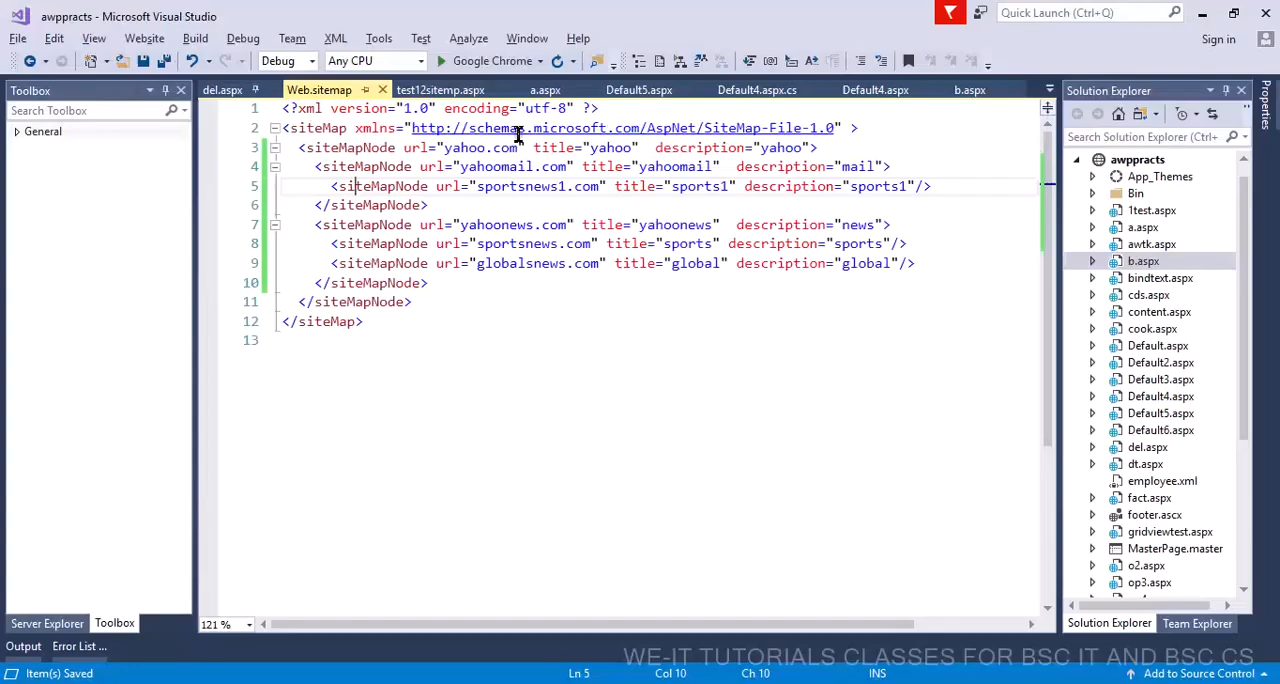 awppracts - Microsoft Visual Studio
Quick Launch (Ctrl+Q)
File Edit View Website Build Debug Team XML Tools Test Analyze Window Help
Sign in
Debug Any CPU Google Chrome
Toolbox
Search Toolbox
General
Server Explorer Toolbox
del.aspx Web.sitemap test12sitemp.aspx Default5.aspx Default4.aspx.cs Default4.aspx b.aspx a.aspx
1 <?xml version="1.0" encoding="utf-8" ?>
2 <siteMap xmlns="http://schemas.microsoft.com/AspNet/SiteMap-File-1.0" >
3 <siteMapNode url="yahoo.com" title="yahoo" description="yahoo">
4 <siteMapNode url="yahoomail.com" title="yahoomail" description="mail">
5 <siteMapNode url="sportsnews1.com" title="sports1" description="sports1"/>
6 </siteMapNode>
7 <siteMapNode url="yahoonews.com" title="yahoonews" description="news">
8 <siteMapNode url="sportsnews.com" title="sports" description="sports"/>
9 <siteMapNode url="globalsnews.com" title="global" description="global"/>
10 </siteMapNode>
11 </siteMapNode>
12 </siteMap>
13
121 %
Solution Explorer
Search Solution Explorer (Ctrl+
awppracts
App_Themes
Bin
1test.aspx
a.aspx
awtk.aspx
b.aspx
bindtext.aspx
cds.aspx
content.aspx
cook.aspx
Default.aspx
Default2.aspx
Default3.aspx
Default4.aspx
Default5.aspx
Default6.aspx
del.aspx
dt.aspx
employee.xml
fact.aspx
footer.ascx
gridviewtest.aspx
MasterPage.master
o2.aspx
op3.aspx
Solution Explorer Team Explorer
Properties
Output Error List ...
WE-IT TUTORIALS CLASSES FOR BSC IT AND BSC CS
Item(s) Saved Ln 5 Col 10 Ch 10 INS Add to Source Control